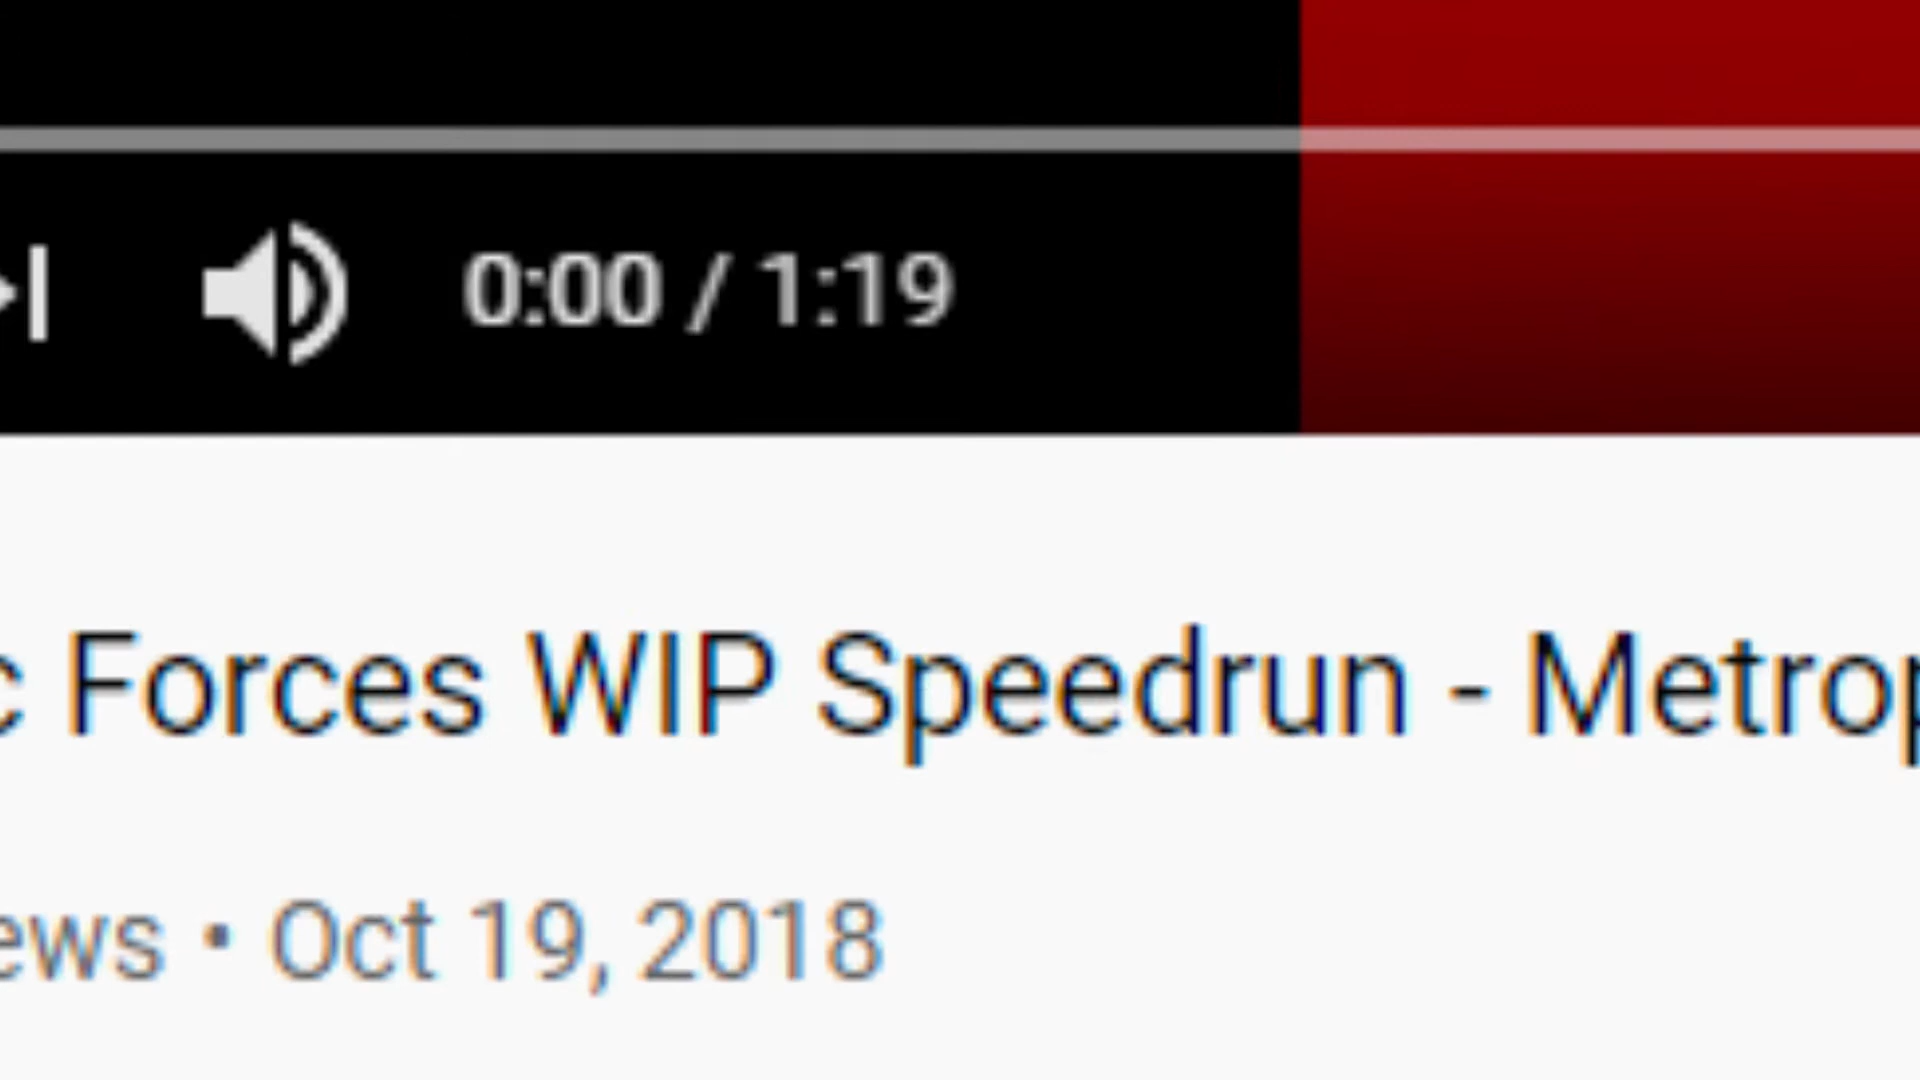 0:00 / 1:19
c Forces WIP Speedrun - Metrop
ews • Oct 19, 2018